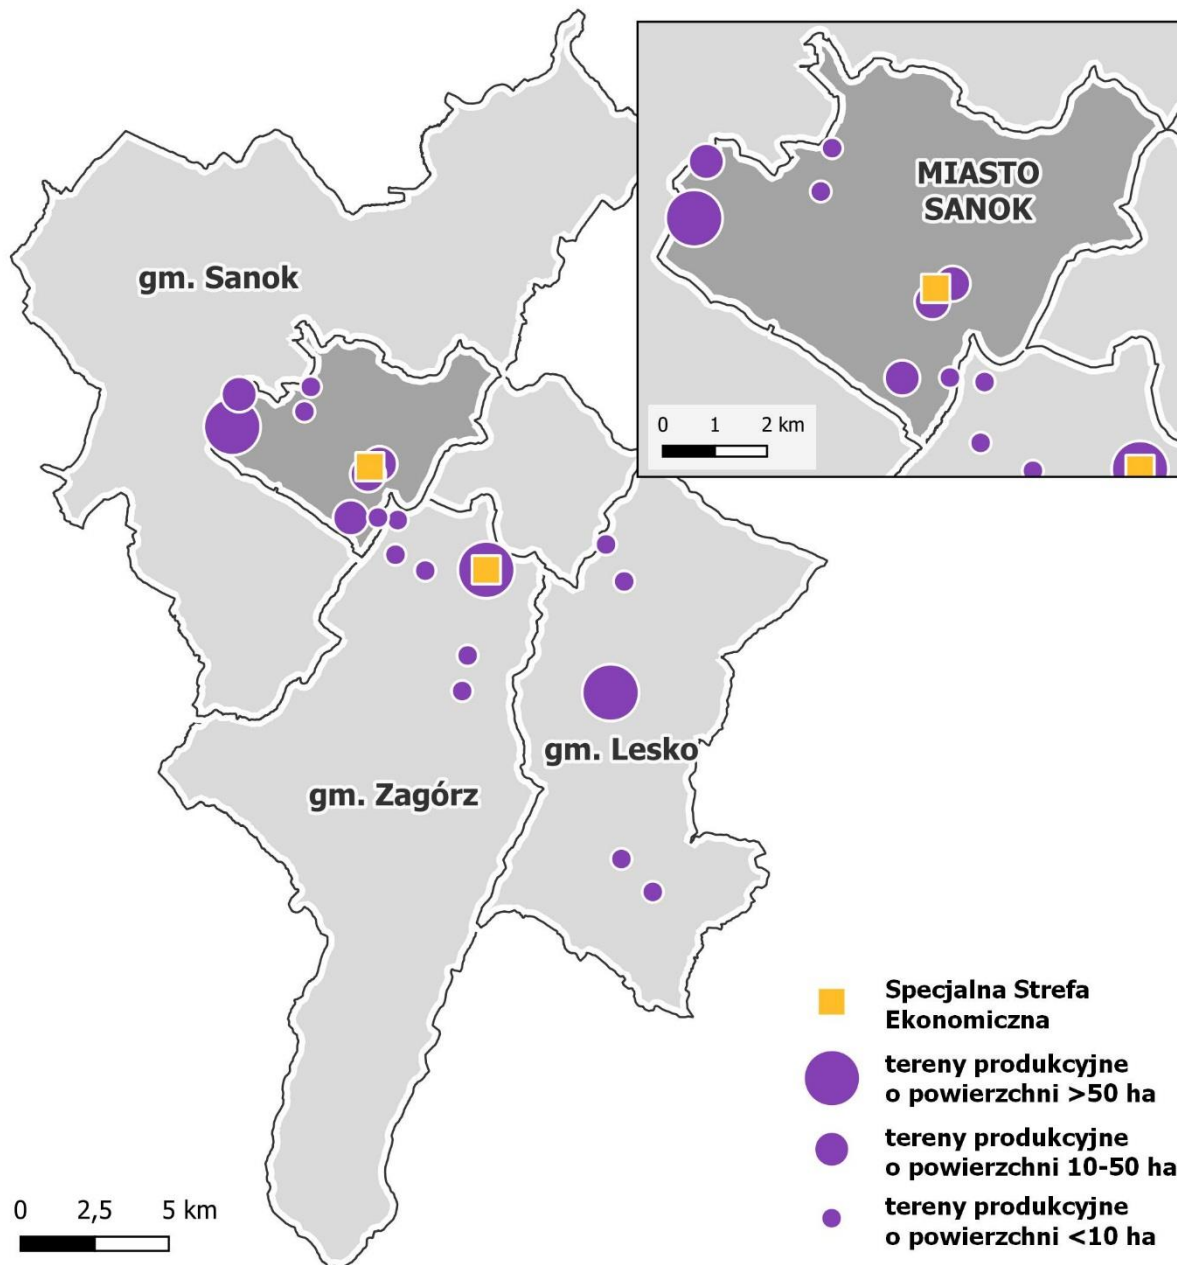 MIASTO
SANOK
0 1 2 km
gm. Sanok
gm. Lesko
gm. Zagórz
Specjalna Strefa
Ekonomiczna
tereny produkcyjne
o powierzchni >50 ha
tereny produkcyjne
o powierzchni 10-50 ha
tereny produkcyjne
o powierzchni <10 ha
0 2,5 5 km